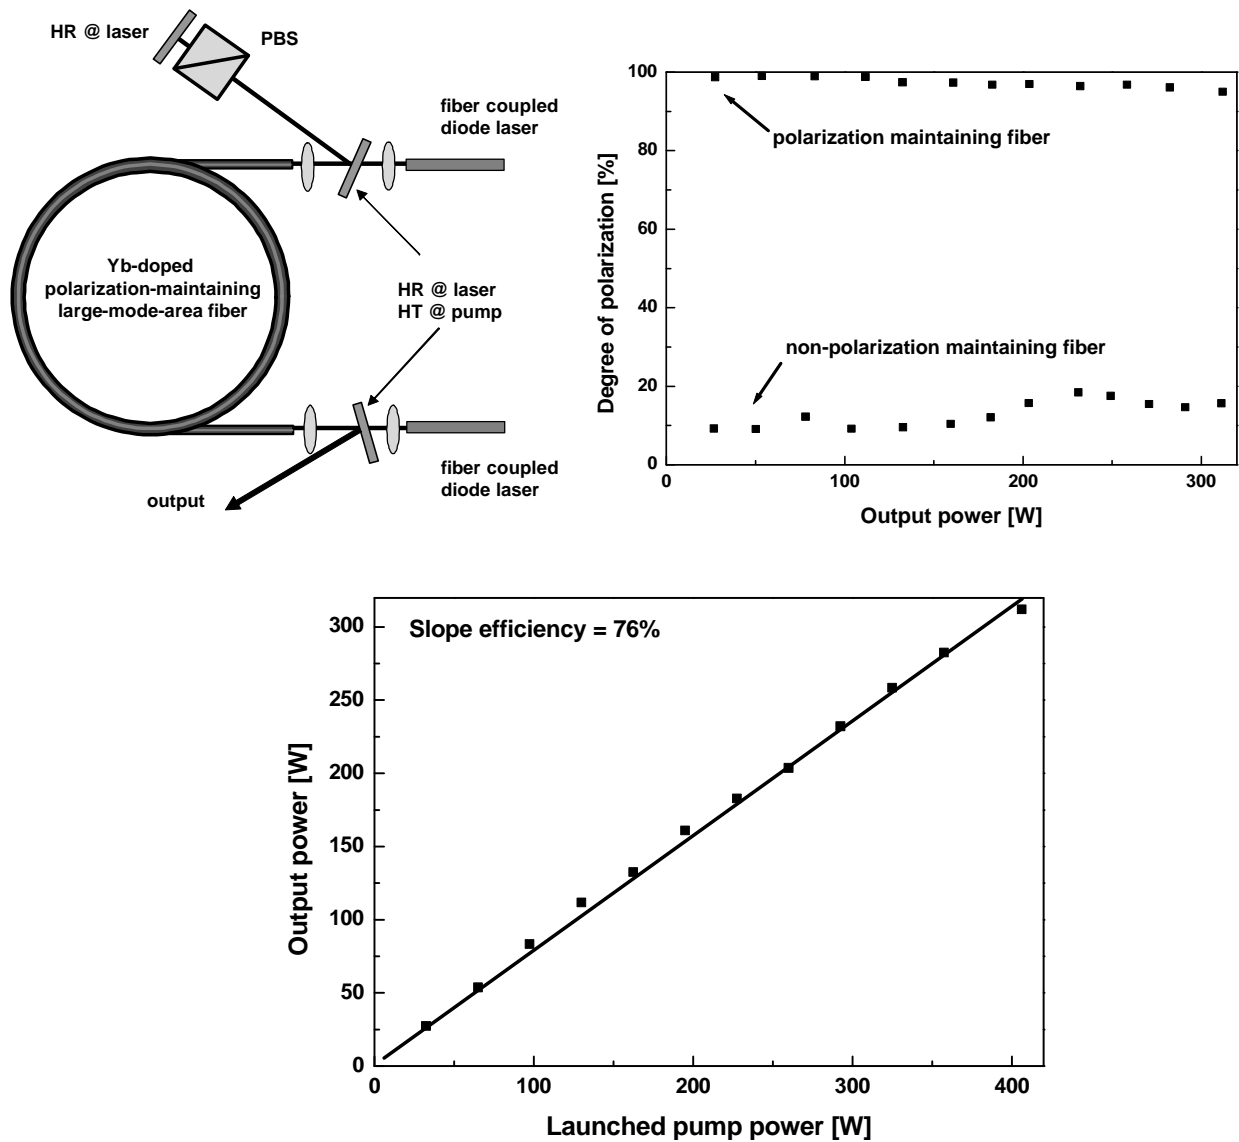 HR @ laser
PBS
fiber coupled
diode laser
Yb-doped
polarization-maintaining
large-mode-area fiber
HR @ laser
HT @ pump
fiber coupled
diode laser
output
100
80
60
40
20
0
Degree of polarization [%]
polarization maintaining fiber
non-polarization maintaining fiber
0
100
200
300
Output power [W]
Slope efficiency = 76%
300
250
200
150
100
50
0
Output power [W]
0
100
200
300
400
Launched pump power [W]